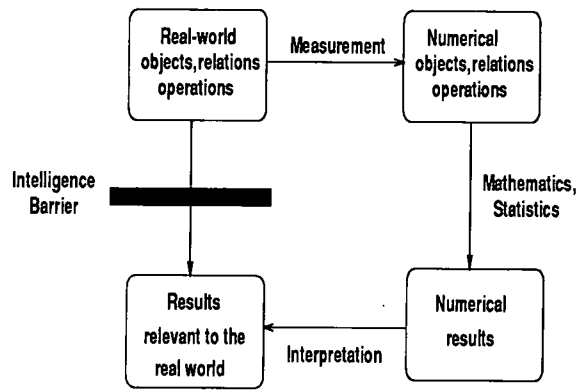 Real-world
objects,relations
operations
Measurement
Numerical
objects,relations
operations
Intelligence
Barrier
Mathematics,
Statistics
Results
relevant to the
real world
Interpretation
Numerical
results